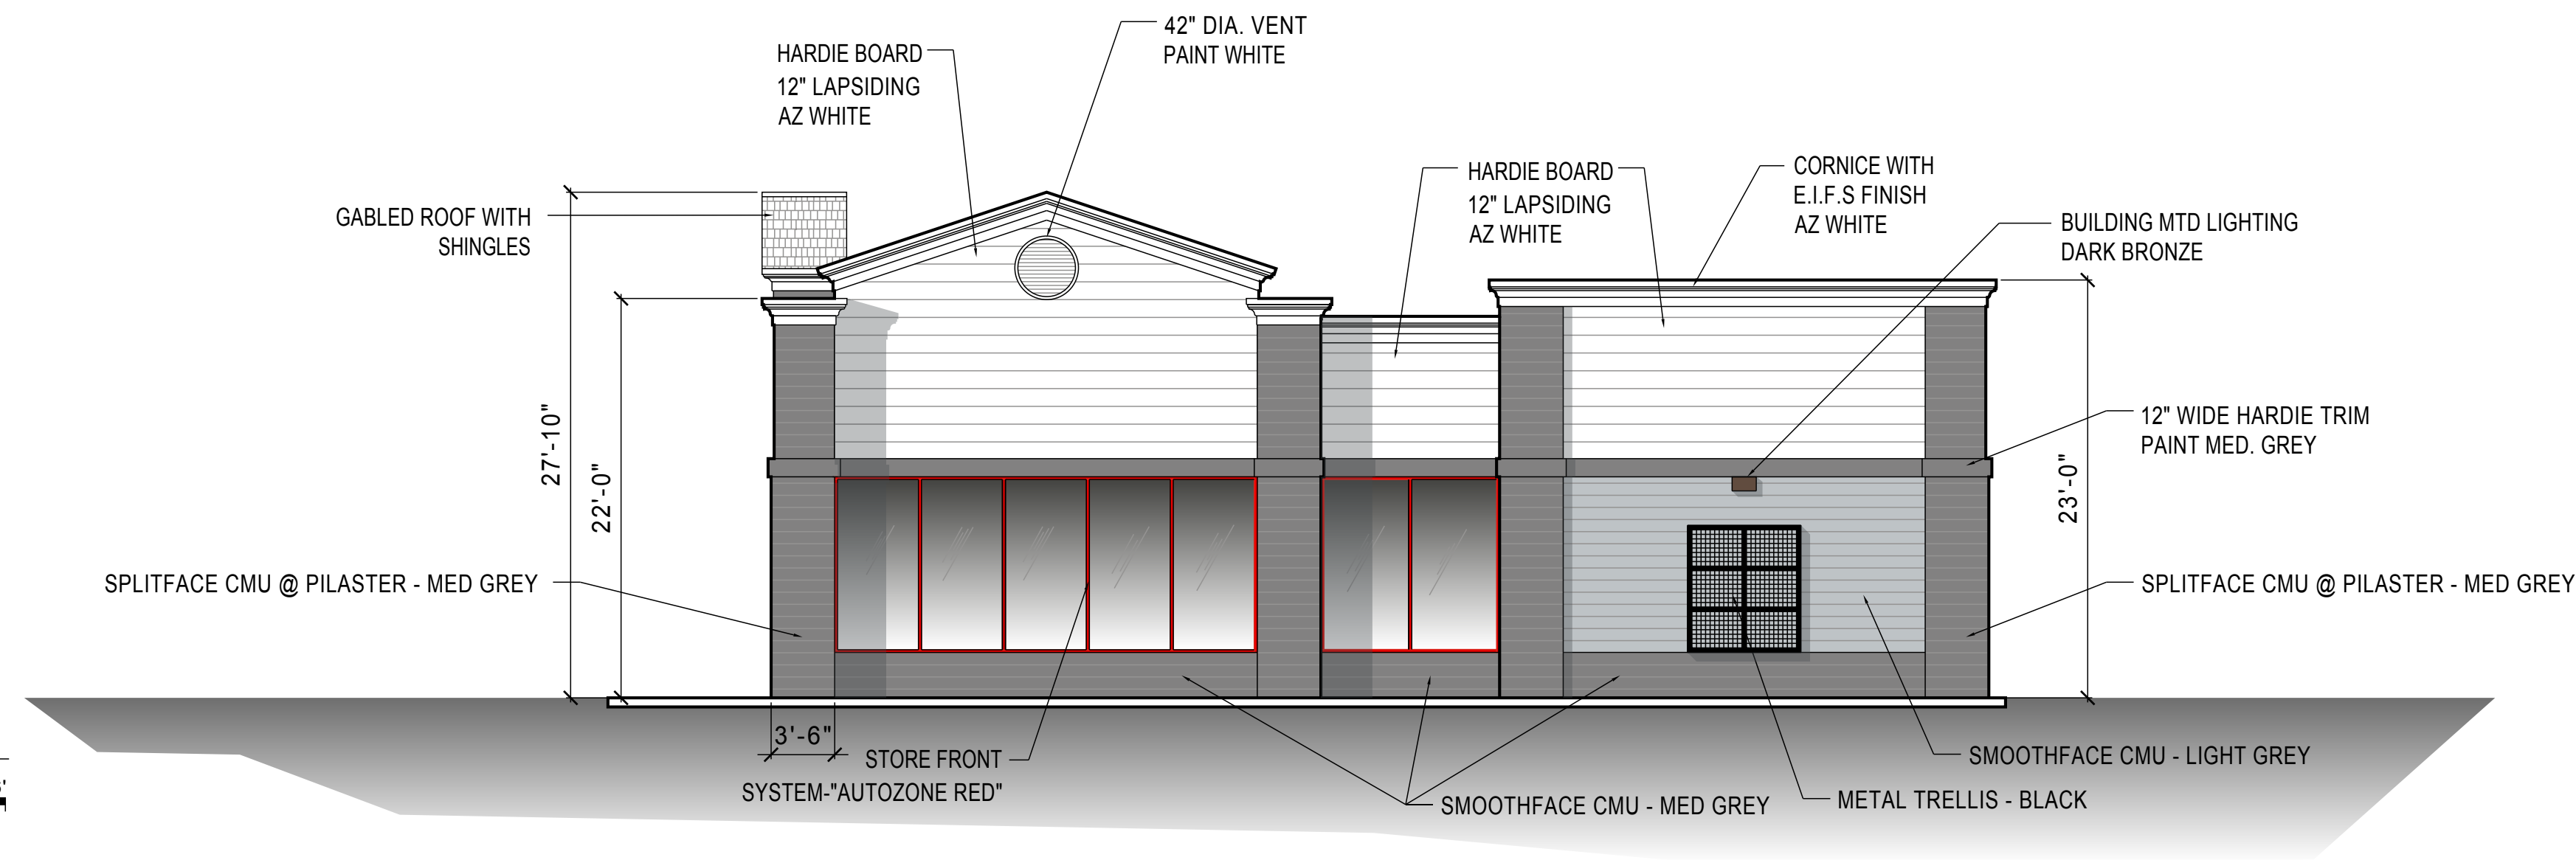 42" DIA. VENT
PAINT WHITE
HARDIE BOARD
12" LAPSIDING
AZ WHITE
HARDIE BOARD
12" LAPSIDING
AZ WHITE
CORNICE WITH
E.I.F.S FINISH
AZ WHITE
GABLED ROOF WITH
SHINGLES
BUILDING MTD LIGHTING
DARK BRONZE
27'-10"
22'-0"
23'-0"
12" WIDE HARDIE TRIM
PAINT MED. GREY
SPLITFACE CMU @ PILASTER - MED GREY
SPLITFACE CMU @ PILASTER - MED GREY
3'-6"
STORE FRONT
SYSTEM-"AUTOZONE RED"
SMOOTHFACE CMU - MED GREY
SMOOTHFACE CMU - LIGHT GREY
METAL TRELLIS - BLACK